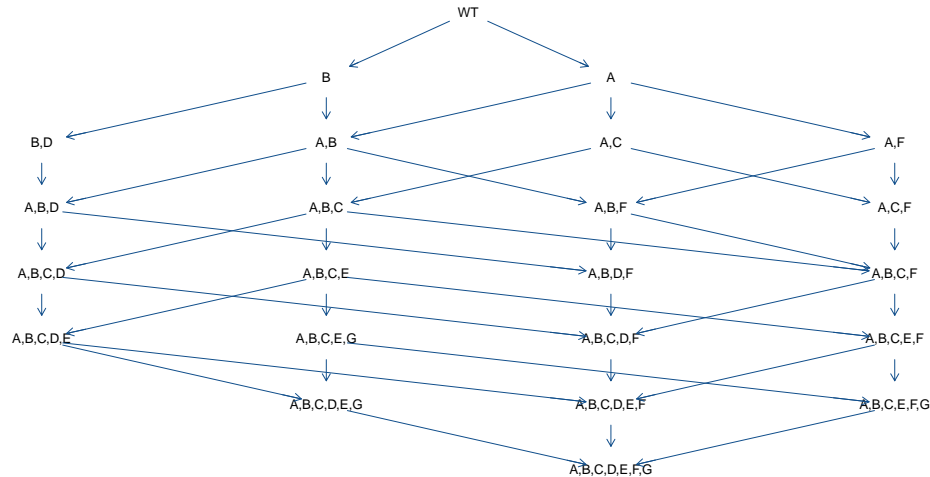 WT
B
A
B,D
A,B
A,C
A,F
A,B,D
A,B,C
A,B,F
A,C,F
A,B,C,D
A,B,C,E
A,B,D,F
A,B,C,F
A,B,C,D,E
A,B,C,E,G
A,B,C,D,F
A,B,C,E,F
A,B,C,D,E,G
A,B,C,D,E,F
A,B,C,E,F,G
A,B,C,D,E,F,G